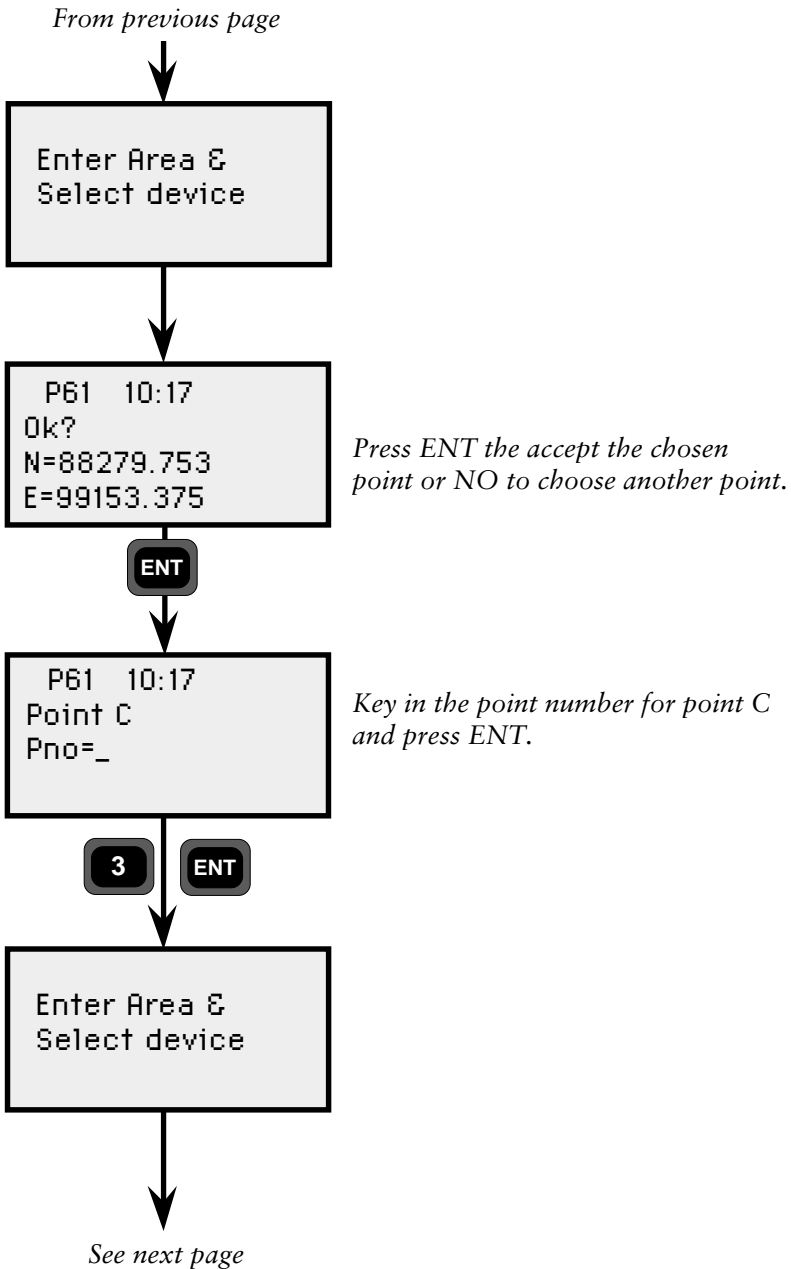 From previous page
Enter Area &
Select device
P61 10:17
Ok?
N=88279.753
E=99153.375
Press ENT the accept the chosen
point or NO to choose another point.
ENT
P61 10:17
Point C
Pno=_
Key in the point number for point C
and press ENT.
3 ENT
Enter Area &
Select device
See next page